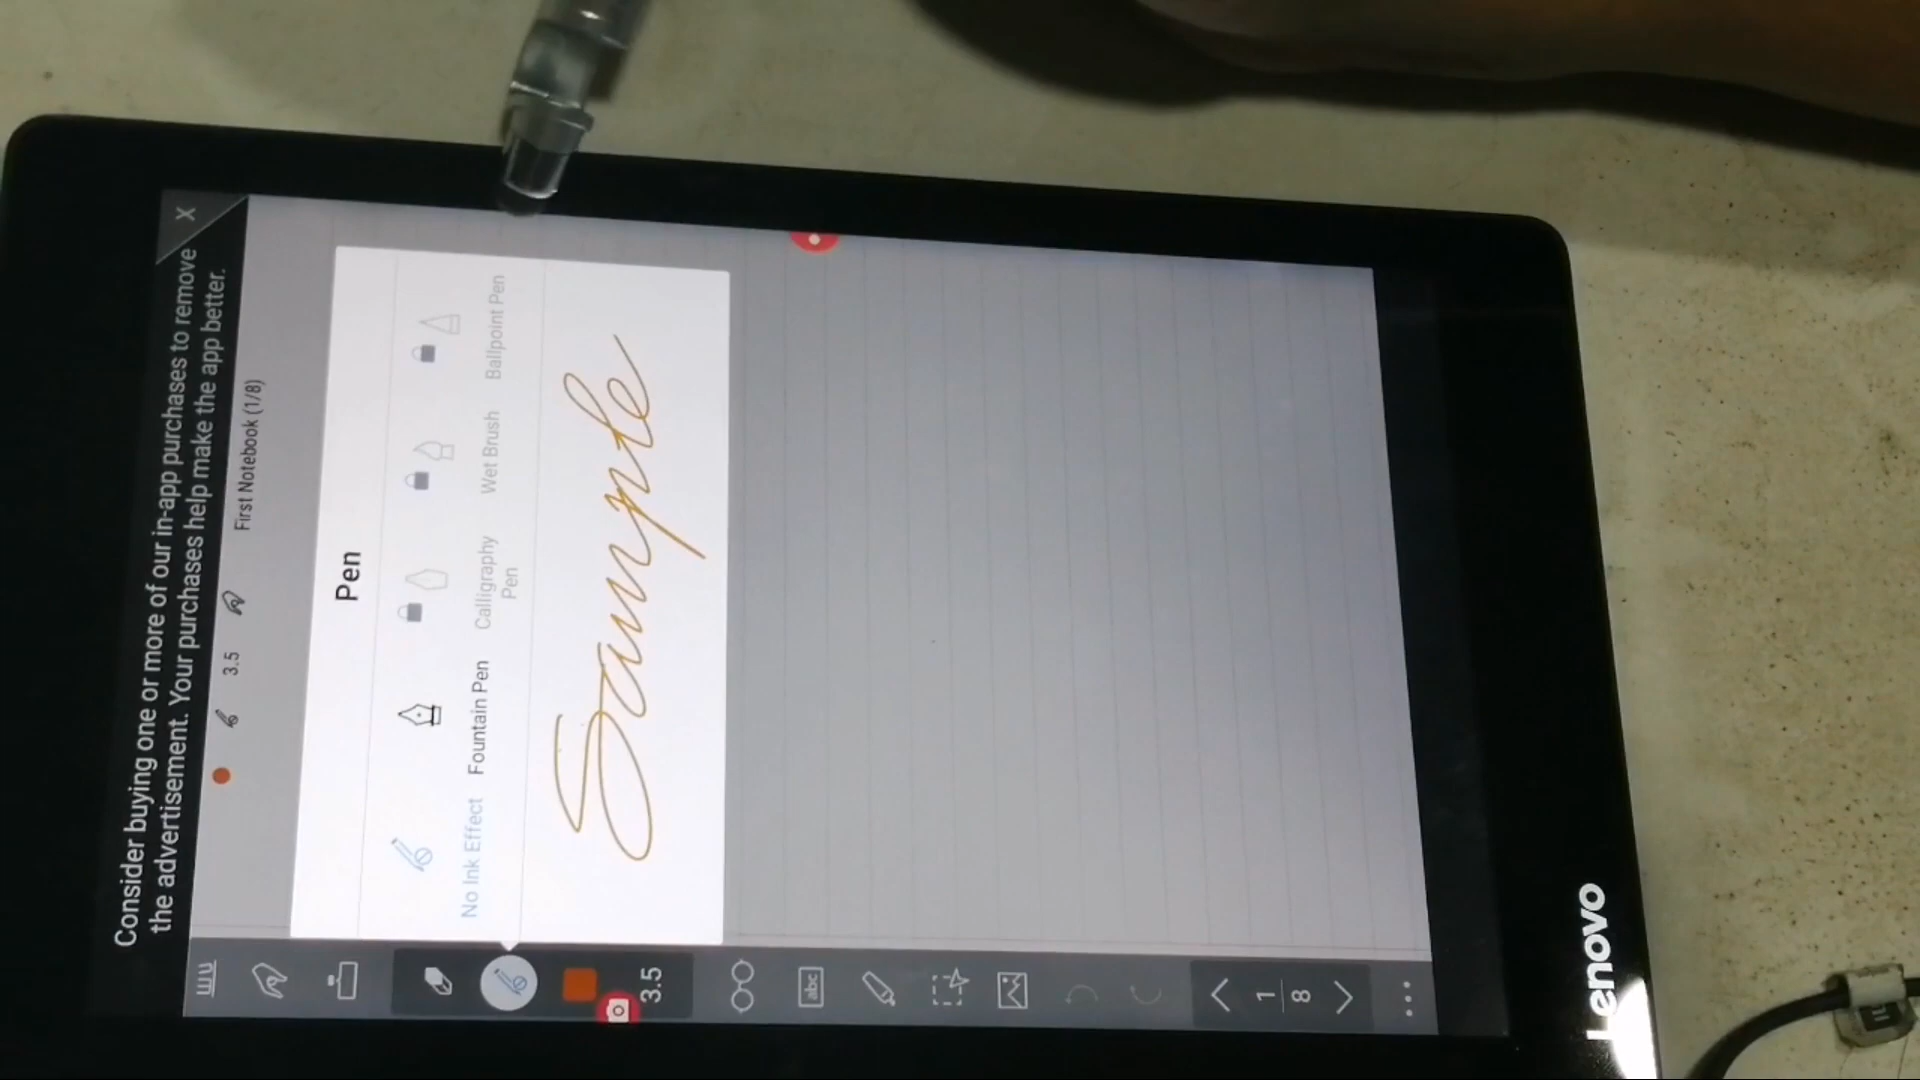 Consider buying one or more of our in-app purchases to remove
the advertisement. Your purchases help make the app better.
X
3.5
First Notebook (1/8)
Pen
No Ink Effect
Fountain Pen
Calligraphy
Pen
Wet Brush
Ballpoint Pen
Sample
3.5
abc
1
8
lenovo